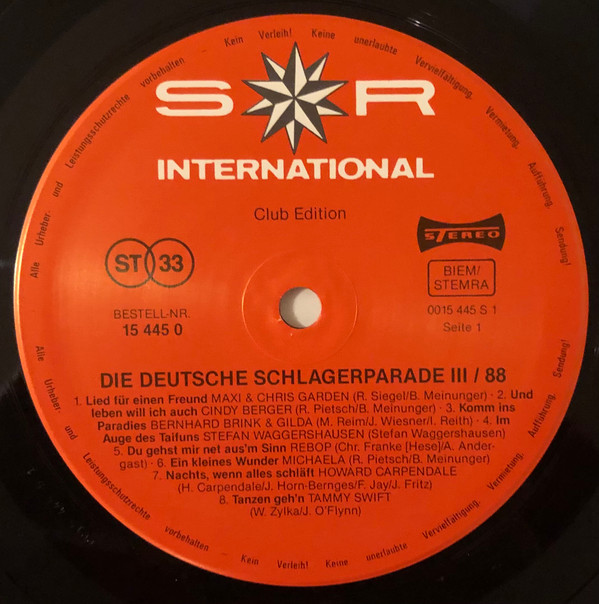 Alle Urheber- und Leistungsschutzrechte vorbehalten Kein Verleih! Keine unerlaubte Vervielfältigung, Vermietung, Aufführung, Sendung!
S R
INTERNATIONAL
Club Edition
STEREO
ST 33
BIEM/
STEMRA
BESTELL-NR.
15 445 0
0015 445 S 1
Seite 1
DIE DEUTSCHE SCHLAGERPARADE III / 88
1. Lied für einen Freund MAXI & CHRIS GARDEN (R. Siegel/B. Meinunger) · 2. Und
leben will ich auch CINDY BERGER (R. Pietsch/B. Meinunger) · 3. Komm ins
Paradies BERNHARD BRINK & GILDA (M. Reim/J. Wiesner/I. Reith) · 4. Im
Auge des Taifuns STEFAN WAGGERSHAUSEN (Stefan Waggershausen)
5. Du gehst mir net aus'm Sinn REBOP (Chr. Franke [Hese]/A. Ander-
gast) · 6. Ein kleines Wunder MICHAELA (R. Pietsch/B. Meinunger)
7. Nachts, wenn alles schläft HOWARD CARPENDALE
(H. Carpendale/J. Horn-Bernges/F. Jay/J. Fritz)
8. Tanzen geh'n TAMMY SWIFT
(W. Zylka/J. O'Flynn)
Alle Urheber- und Leistungsschutzrechte vorbehalten Kein Verleih! Keine unerlaubte Vervielfältigung, Vermietung, Aufführung, Sendung!